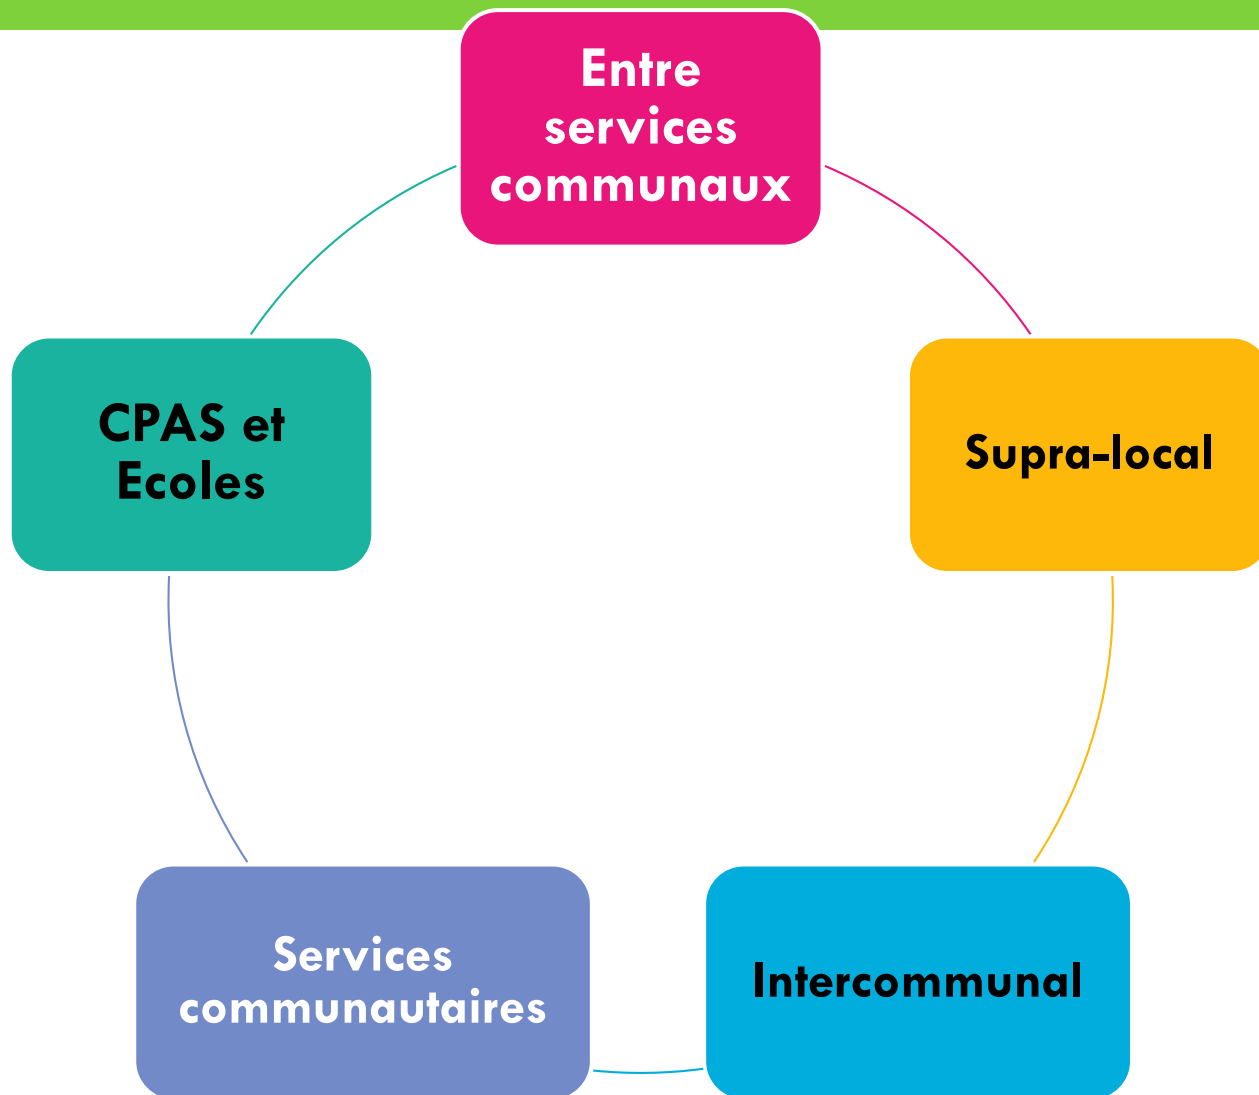 Entre
services
communaux
Supra-local
Intercommunal
Services
communautaires
CPAS et
Ecoles